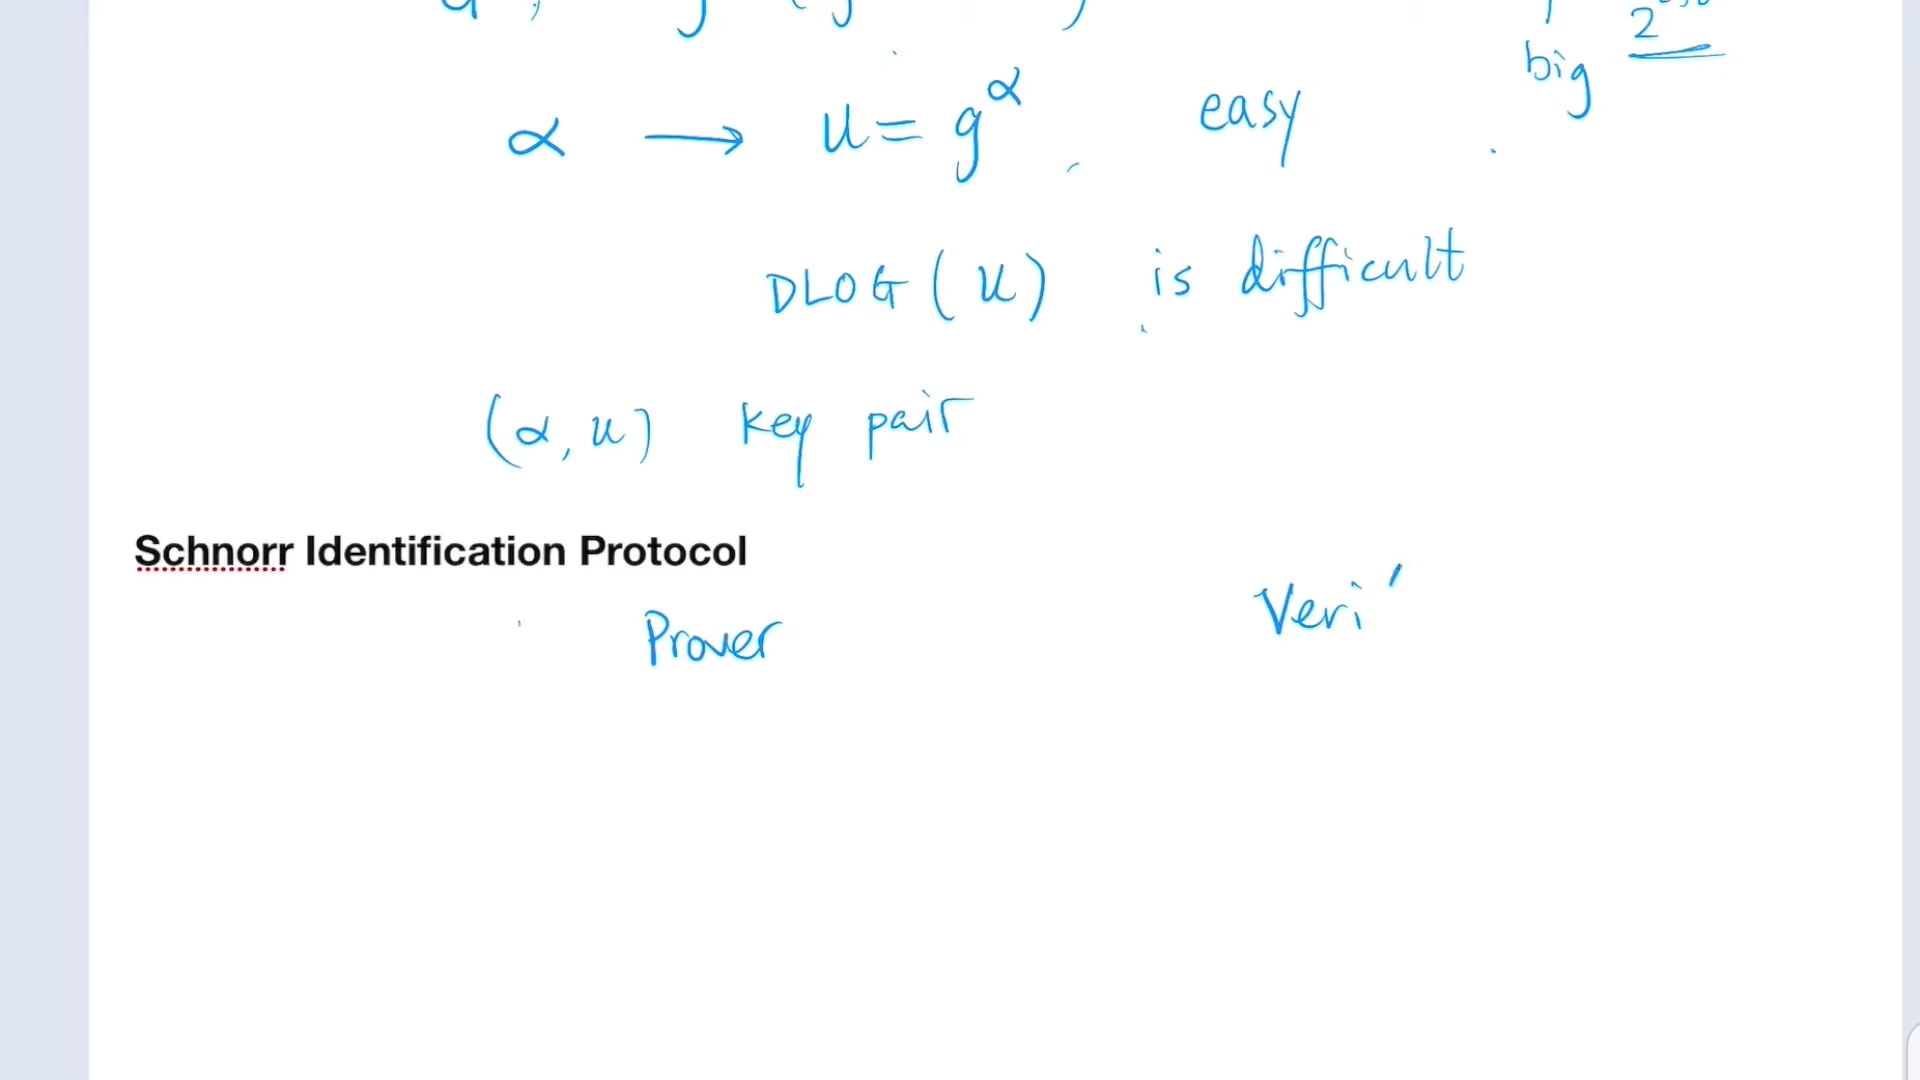 big
α → u = g^α easy
DLOG (u) is difficult
(α, u) key pair
Schnorr Identification Protocol
Prover Veri